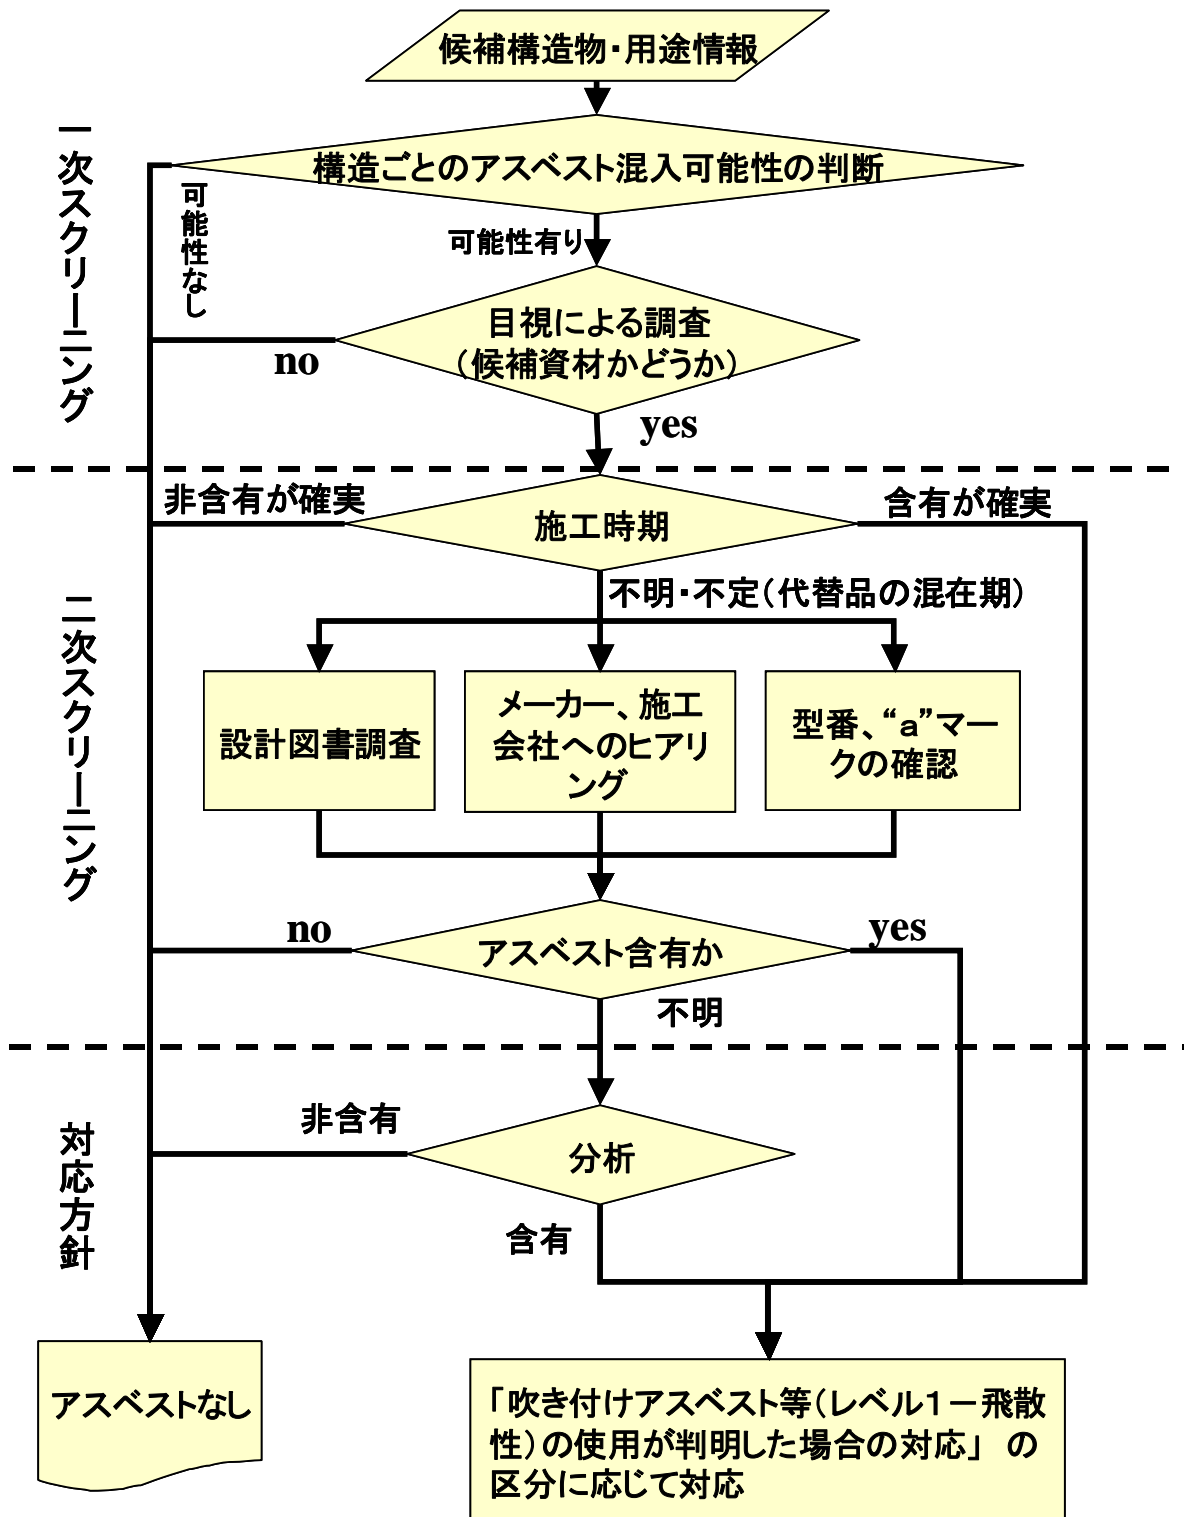 候補構造物・用途情報
一次スクリーニング
構造ごとのアスベスト混入可能性の判断
可能性なし
可能性有り
目視による調査
（候補資材かどうか）
no
yes
二次スクリーニング
非含有が確実
施工時期
含有が確実
不明・不定（代替品の混在期）
設計図書調査
メーカー、施工
会社へのヒアリ
ング
型番、“ａ”マー
クの確認
no
アスベスト含有か
yes
不明
対応方針
非含有
分析
含有
アスベストなし
「吹き付けアスベスト等（レベル１－飛散
性）の使用が判明した場合の対応」 の
区分に応じて対応